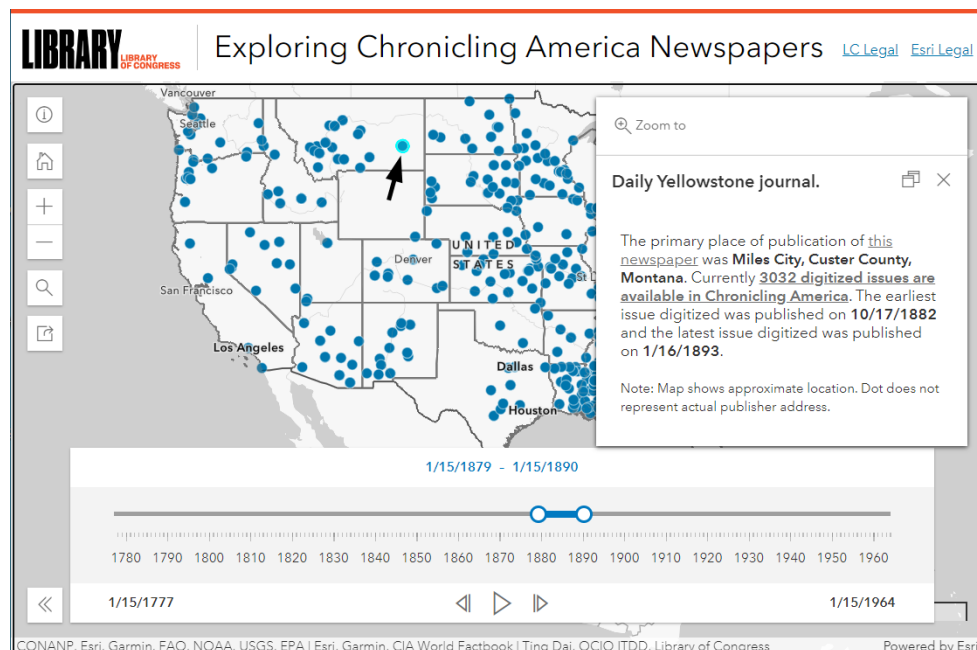 LIBRARY
LIBRARY
OF CONGRESS
Exploring Chronicling America Newspapers
LC Legal
Esri Legal
Vancouver
Seattle
UNITED
STATES
Denver
San Francisco
Los Angeles
Dallas
Houston
Zoom to
Daily Yellowstone journal.
The primary place of publication of this
newspaper was Miles City, Custer County,
Montana. Currently 3032 digitized issues are
available in Chronicling America. The earliest
issue digitized was published on 10/17/1882
and the latest issue digitized was published
on 1/16/1893.
Note: Map shows approximate location. Dot does not
represent actual publisher address.
1/15/1879 - 1/15/1890
1780 1790 1800 1810 1820 1830 1840 1850 1860 1870 1880 1890 1900 1910 1920 1930 1940 1950 1960
1/15/1777
1/15/1964
CONANP, Esri, Garmin, FAO, NOAA, USGS, EPA | Esri, Garmin, CIA World Factbook | Ting Dai, OCIO ITDD, Library of Congress
Powered by Esri